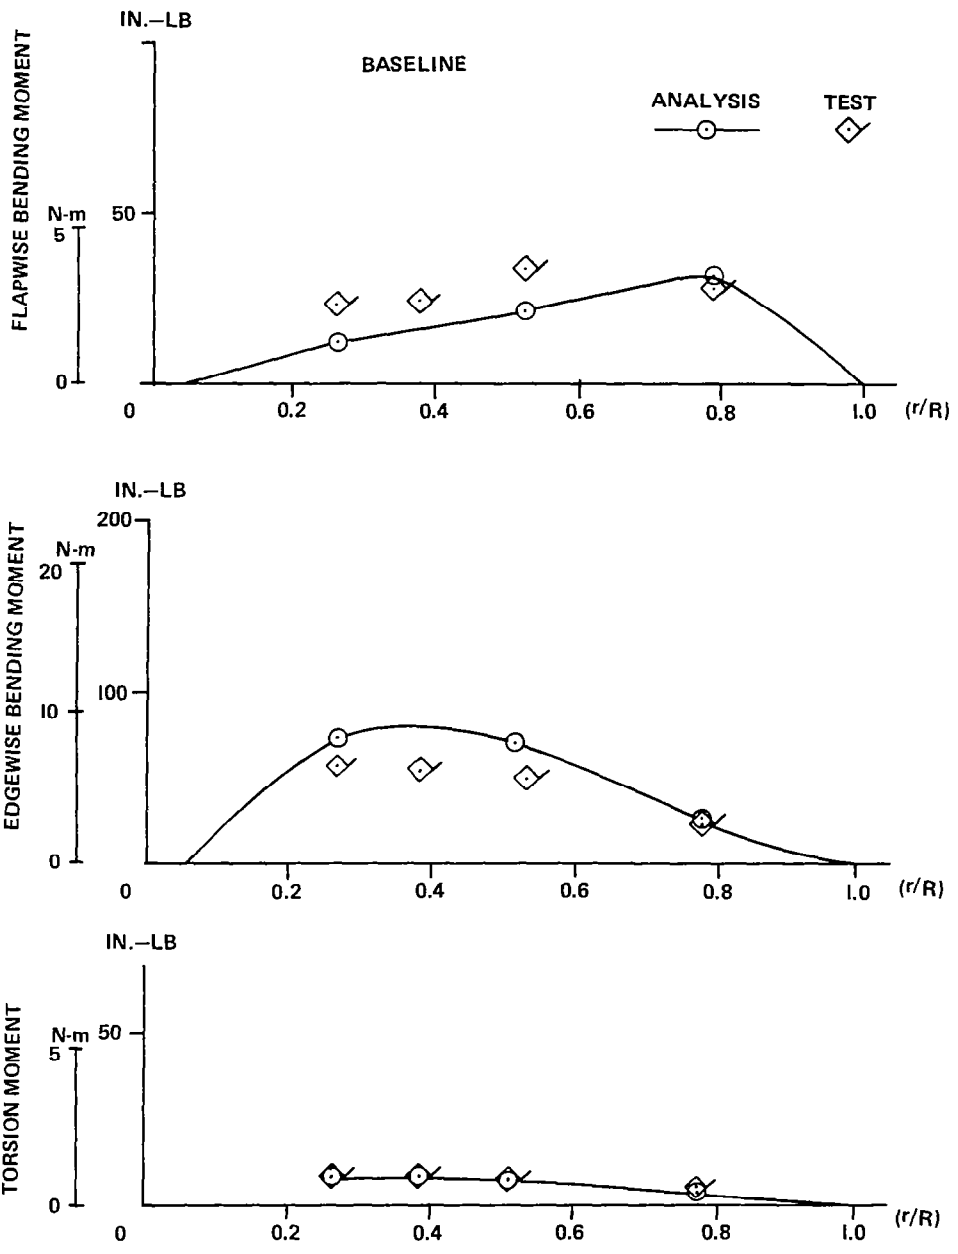 IN.–LB
BASELINE
ANALYSIS TEST
FLAPWISE BENDING MOMENT
N-m
5
0
50
0 0.2 0.4 0.6 0.8 1.0 (r/R)
IN.–LB
EDGEWISE BENDING MOMENT
N-m
20
10
0
200
100
0 0.2 0.4 0.6 0.8 1.0 (r/R)
IN.–LB
TORSION MOMENT
N-m
5
0
50
0 0.2 0.4 0.6 0.8 1.0 (r/R)